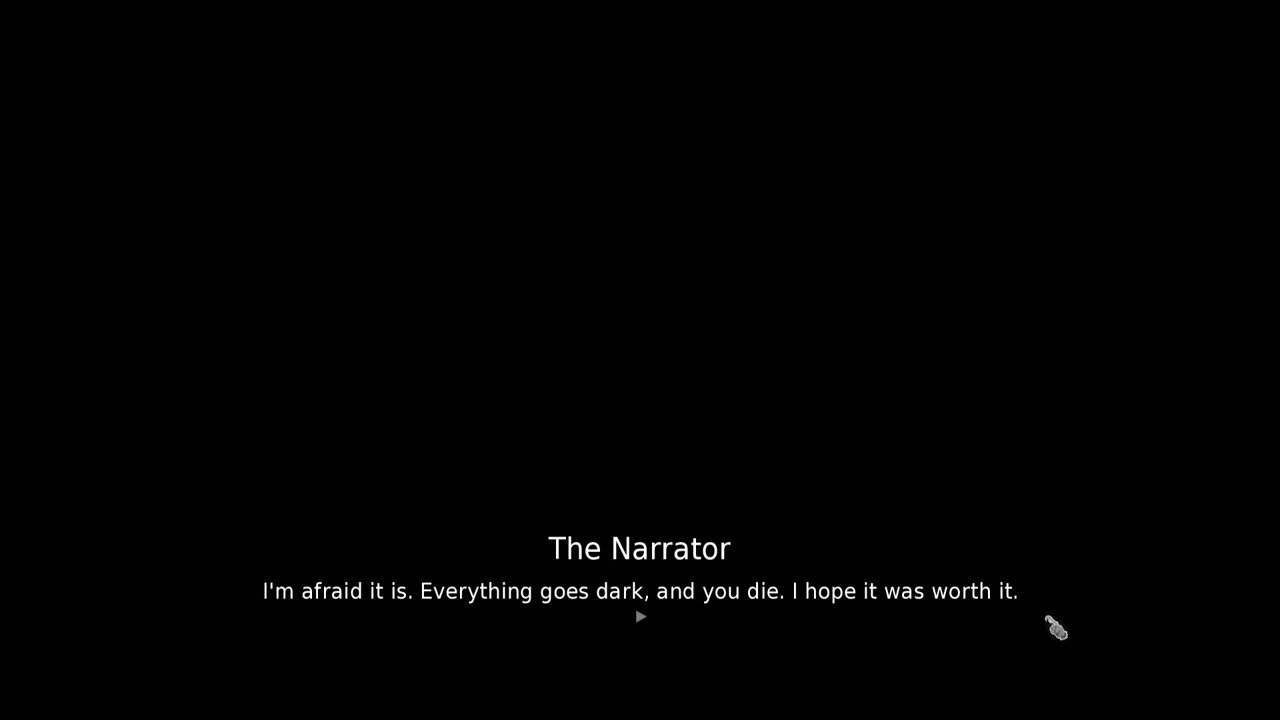 The Narrator
I'm afraid it is. Everything goes dark, and you die. I hope it was worth it.